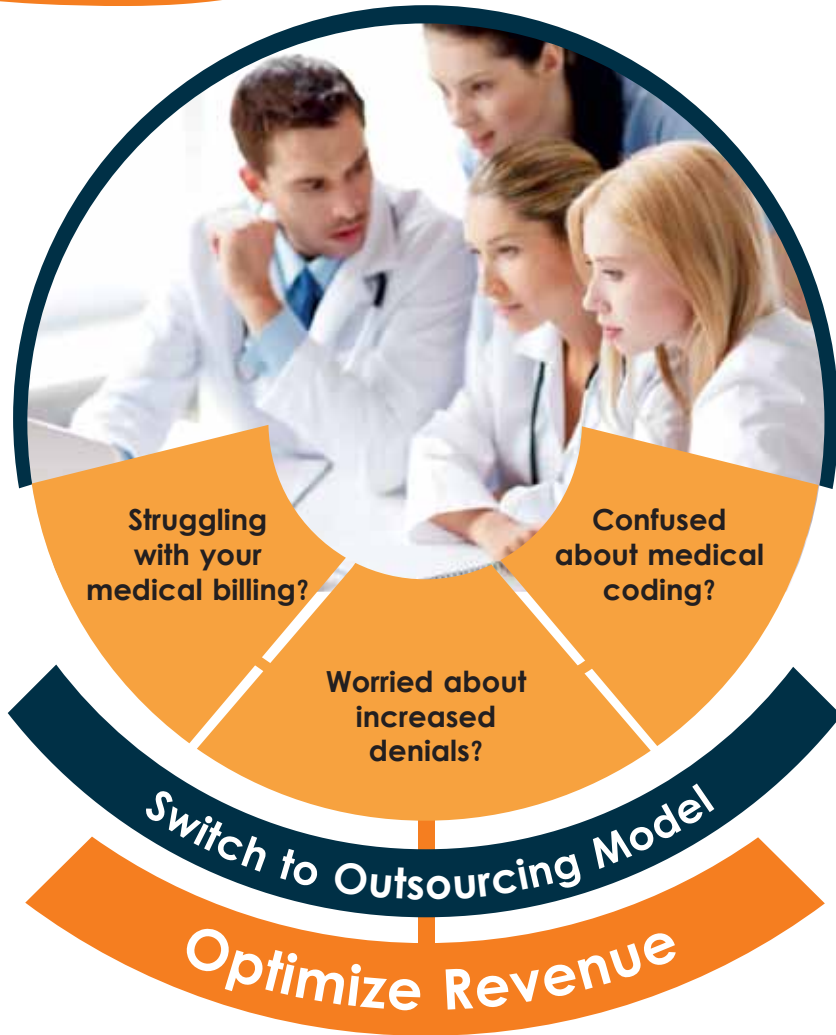 Struggling
with your
medical billing?
Worried about
increased
denials?
Confused
about medical
coding?
Switch to Outsourcing Model
Optimize Revenue